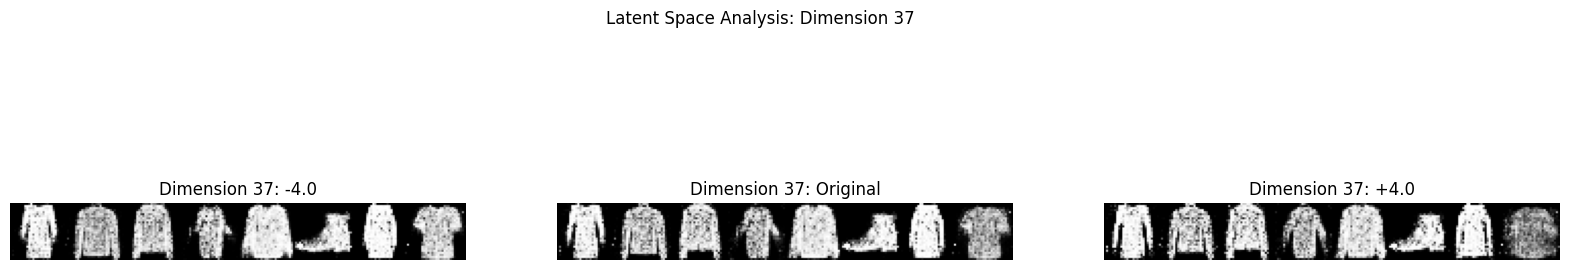 Latent Space Analysis: Dimension 37
Dimension 37: -4.0
Dimension 37: Original
Dimension 37: +4.0